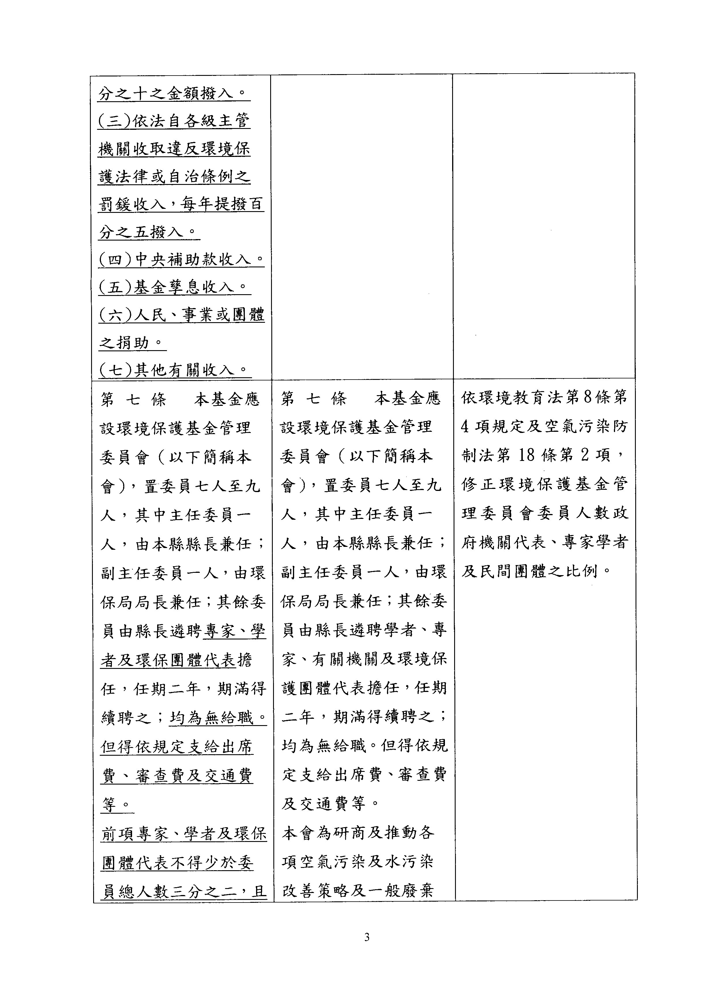 分之十之金額撥入。
(三)依法自各級主管
機關收取違反環境保
護法律或自治條例之
罰鍰收入，每年提撥百
分之五撥入。
(四)中央補助款收入。
(五)基金孳息收入。
(六)人民、事業或團體
之捐助。
(七)其他有關收入。
第七條　本基金應
設環境保護基金管理
委員會（以下簡稱本
會），置委員七人至九
人，其中主任委員一
人，由本縣縣長兼任；
副主任委員一人，由環
保局局長兼任；其餘委
員由縣長遴聘專家、學
者及環保團體代表擔
任，任期二年，期滿得
續聘之；均為無給職。
但得依規定支給出席
費、審查費及交通費
等。
前項專家、學者及環保
團體代表不得少於委
員總人數三分之二，且
第七條　本基金應
設環境保護基金管理
委員會（以下簡稱本
會），置委員七人至九
人，其中主任委員一
人，由本縣縣長兼任；
副主任委員一人，由環
保局局長兼任；其餘委
員由縣長遴聘學者、專
家、有關機關及環境保
護團體代表擔任，任期
二年，期滿得續聘之；
均為無給職。但得依規
定支給出席費、審查費
及交通費等。
本會為研商及推動各
項空氣污染及水污染
改善策略及一般廢棄
依環境教育法第8條第
4 項規定及空氣污染防
制法第 18 條第 2 項，
修正環境保護基金管
理委員會委員人數政
府機關代表、專家學者
及民間團體之比例。
3